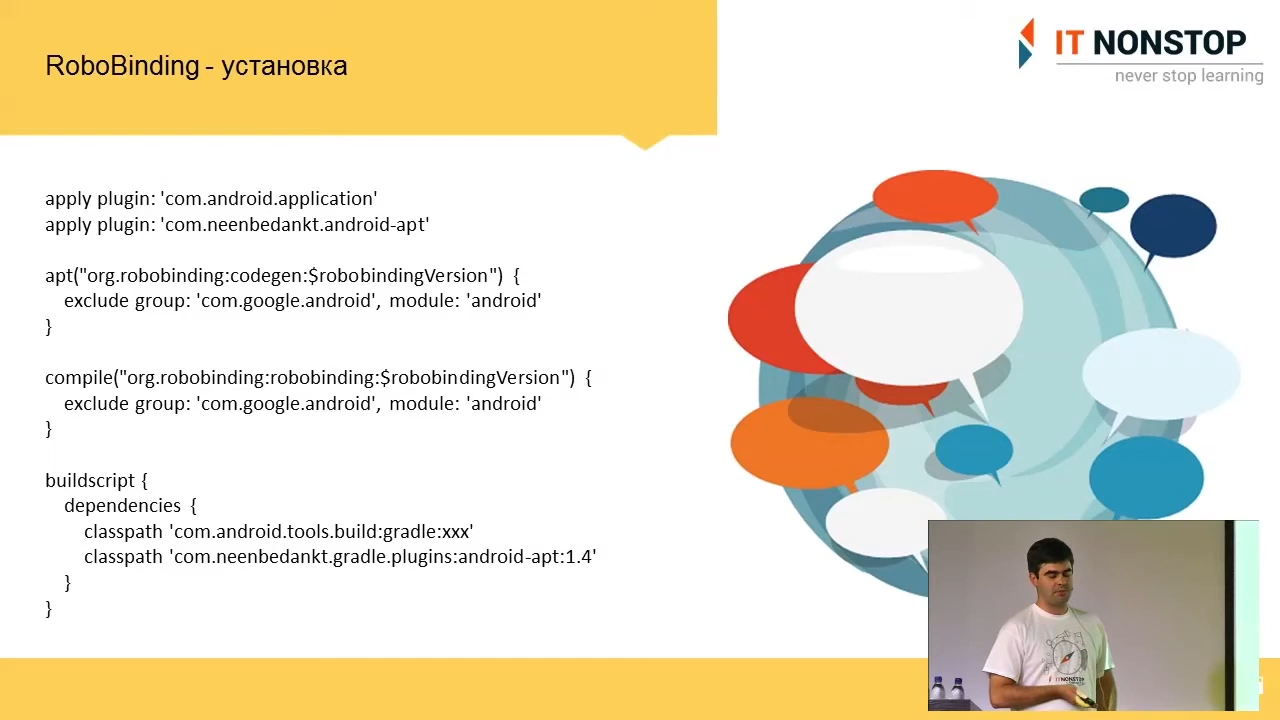 RoboBinding - установка
IT NONSTOP
never stop learning
apply plugin: 'com.android.application'
apply plugin: 'com.neenbedankt.android-apt'
apt("org.robobinding:codegen:$robobindingVersion") {
exclude group: 'com.google.android', module: 'android'
}
compile("org.robobinding:robobinding:$robobindingVersion") {
exclude group: 'com.google.android', module: 'android'
}
buildscript {
dependencies {
classpath 'com.android.tools.build:gradle:xxx'
classpath 'com.neenbedankt.gradle.plugins:android-apt:1.4'
}
}
IT NONSTOP